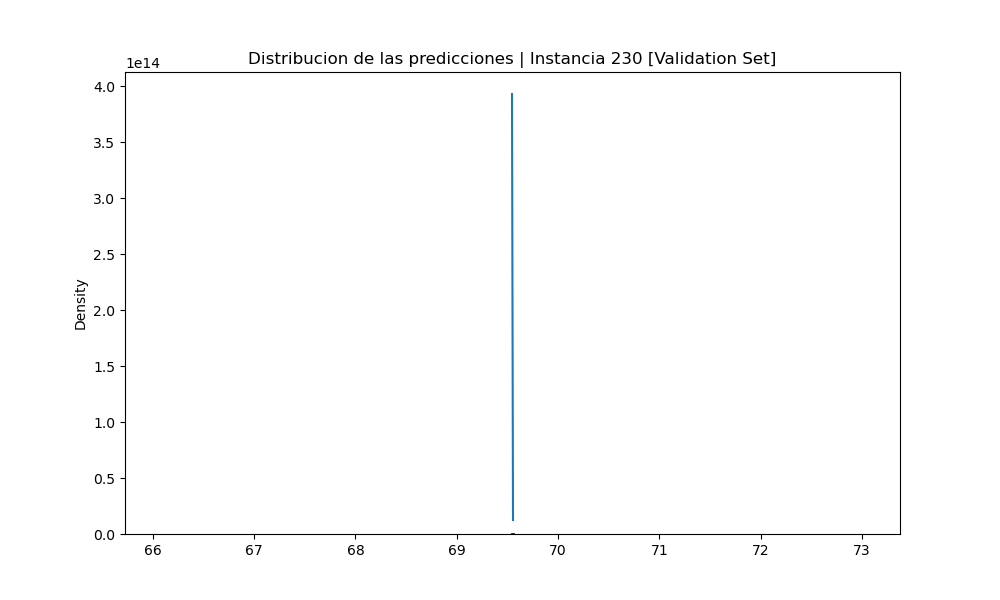 Distribucion de las predicciones | Instancia 230 [Validation Set]
1e14
4.0
3.5
3.0
2.5
2.0
1.5
1.0
0.5
0.0
Density
66 67 68 69 70 71 72 73